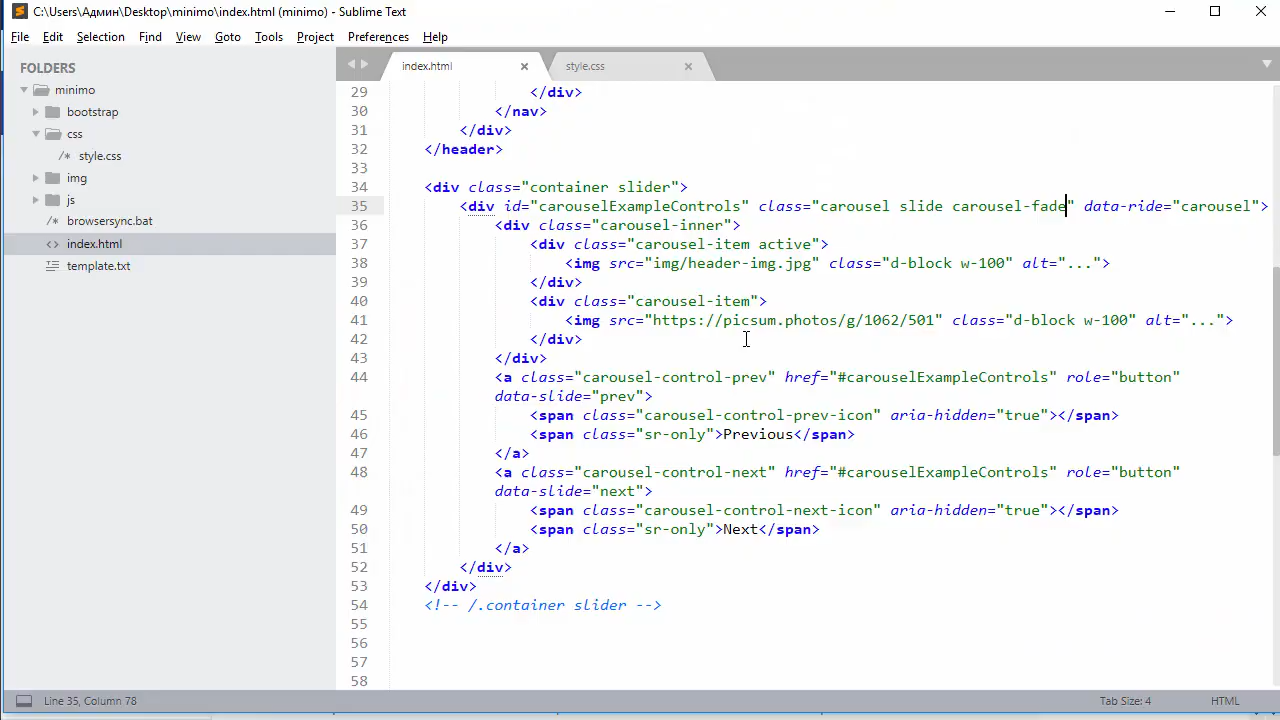 C:\Users\Админ\Desktop\minimo\index.html (minimo) - Sublime Text
File Edit Selection Find View Goto Tools Project Preferences Help
FOLDERS
minimo
bootstrap
css
/* style.css
img
js
browsersync.bat
<> index.html
template.txt
index.html
style.css
29 </div>
30 </nav>
31 </div>
32 </header>
33
34 <div class="container slider">
35 <div id="carouselExampleControls" class="carousel slide carousel-fade" data-ride="carousel">
36 <div class="carousel-inner">
37 <div class="carousel-item active">
38 <img src="img/header-img.jpg" class="d-block w-100" alt="...">
39 </div>
40 <div class="carousel-item">
41 <img src="https://picsum.photos/g/1062/501" class="d-block w-100" alt="...">
42 </div>
43 </div>
44 <a class="carousel-control-prev" href="#carouselExampleControls" role="button"
data-slide="prev">
45 <span class="carousel-control-prev-icon" aria-hidden="true"></span>
46 <span class="sr-only">Previous</span>
47 </a>
48 <a class="carousel-control-next" href="#carouselExampleControls" role="button"
data-slide="next">
49 <span class="carousel-control-next-icon" aria-hidden="true"></span>
50 <span class="sr-only">Next</span>
51 </a>
52 </div>
53 </div>
54 <!-- /.container slider -->
55
56
57
58
Line 35, Column 78
Tab Size: 4
HTML